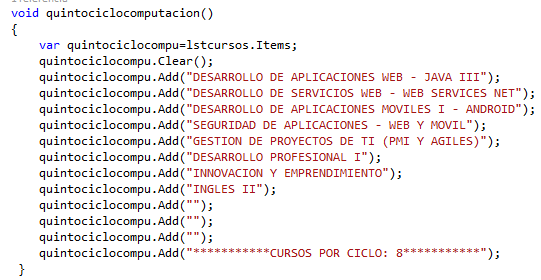 1 referencia
void quintociclocomputacion()
{
var quintociclocompu=lstcursos.Items;
quintociclocompu.Clear();
quintociclocompu.Add("DESARROLLO DE APLICACIONES WEB - JAVA III");
quintociclocompu.Add("DESARROLLO DE SERVICIOS WEB - WEB SERVICES NET");
quintociclocompu.Add("DESARROLLO DE APLICACIONES MOVILES I - ANDROID");
quintociclocompu.Add("SEGURIDAD DE APLICACIONES - WEB Y MOVIL");
quintociclocompu.Add("GESTION DE PROYECTOS DE TI (PMI Y AGILES)");
quintociclocompu.Add("DESARROLLO PROFESIONAL I");
quintociclocompu.Add("INNOVACION Y EMPRENDIMIENTO");
quintociclocompu.Add("INGLES II");
quintociclocompu.Add("");
quintociclocompu.Add("");
quintociclocompu.Add("");
quintociclocompu.Add("***********CURSOS POR CICLO: 8***********");
}